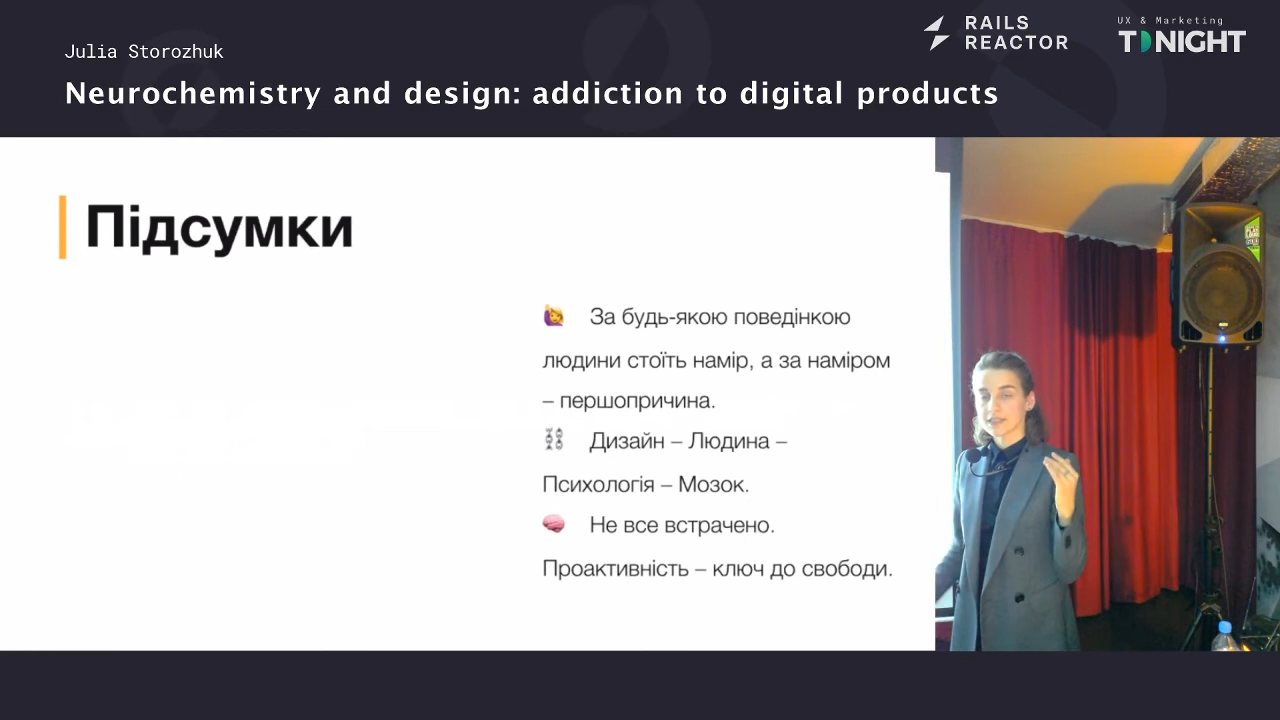 Julia Storozhuk
Neurochemistry and design: addiction to digital products
RAILS
REACTOR
UX & Marketing
TONIGHT
Підсумки
За будь-якою поведінкою
людини стоїть намір, а за наміром
– першопричина.
Дизайн – Людина –
Психологія – Мозок.
Не все встрачено.
Проактивність – ключ до свободи.